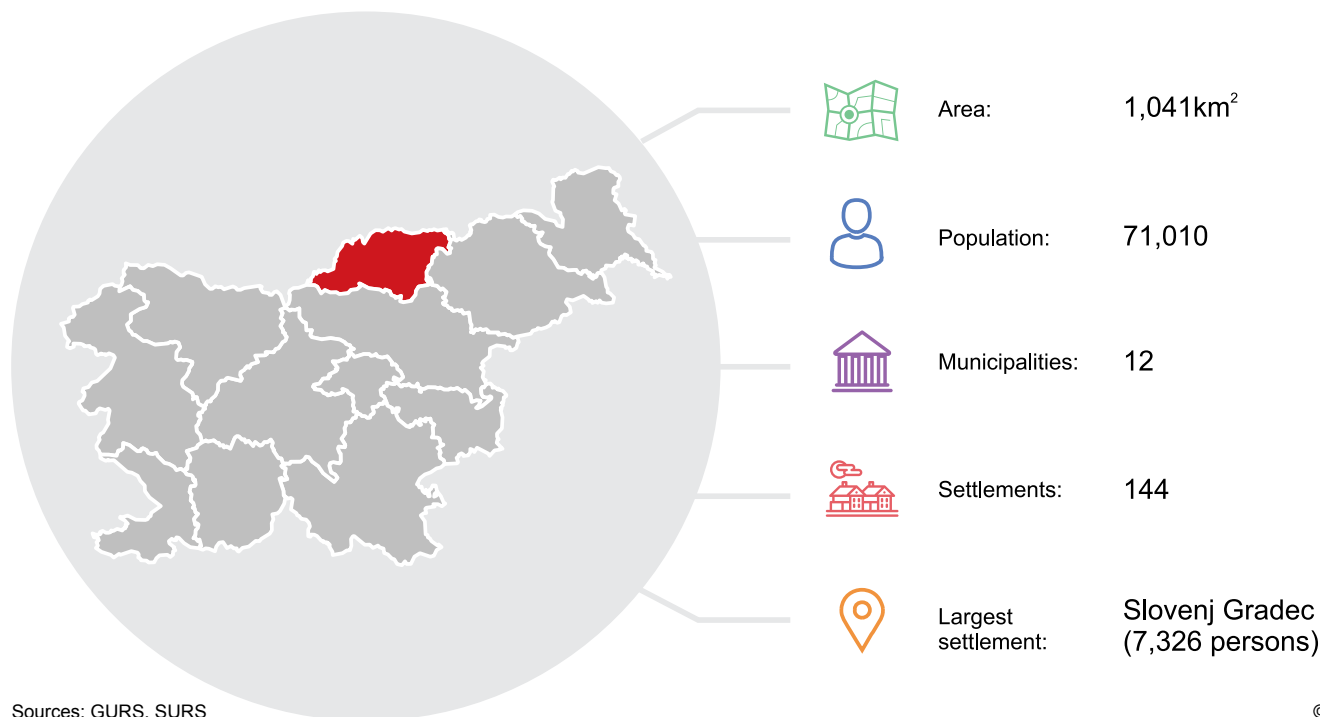 Area: 1,041km²
Population: 71,010
Municipalities: 12
Settlements: 144
Largest
settlement:
Slovenj Gradec
(7,326 persons)
Sources: GURS, SURS
©